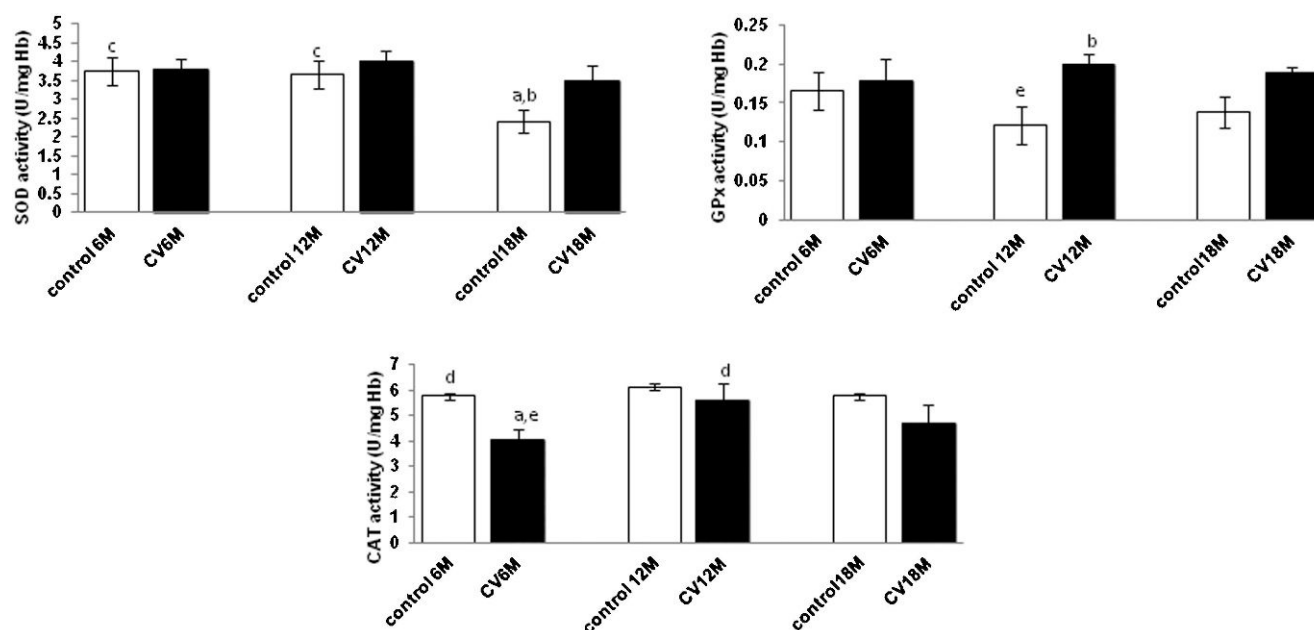 SOD activity (U/mg Hb)
5
4.5
4
3.5
3
2.5
2
1.5
1
0.5
0
c
c
a,b
control 6M
CV6M
control 12M
CV12M
control18M
CV18M
GPx activity (U/mg Hb)
0.25
0.2
0.15
0.1
0.05
0
e
b
control 6M
CV6M
control 12M
CV12M
control18M
CV18M
CAT activity (U/mg Hb)
7
6
5
4
3
2
1
0
d
a,e
d
control 6M
CV6M
control 12M
CV12M
control18M
CV18M